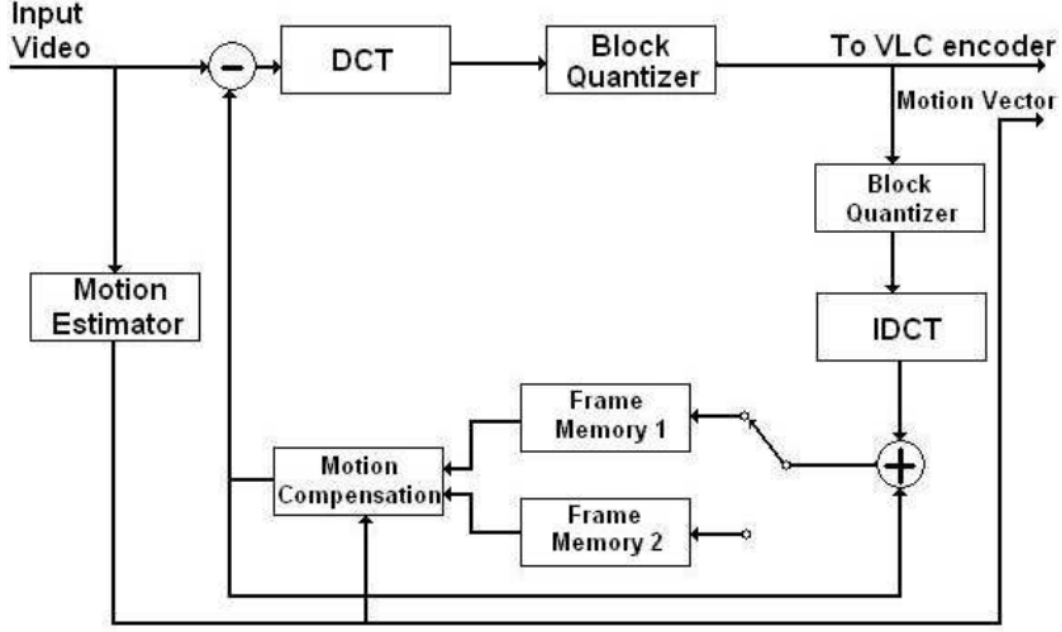 Input
Video
DCT
Block
Quantizer
To VLC encoder
Motion Vector
Block
Quantizer
Motion
Estimator
IDCT
Frame
Memory 1
Motion
Compensation
Frame
Memory 2